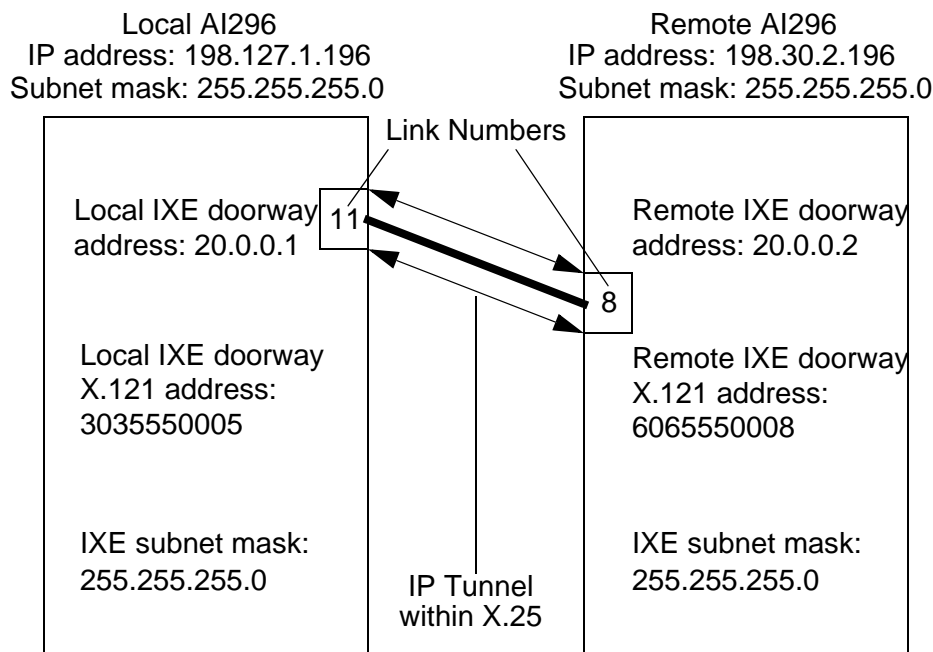 Local AI296
IP address: 198.127.1.196
Subnet mask: 255.255.255.0
Remote AI296
IP address: 198.30.2.196
Subnet mask: 255.255.255.0
Link Numbers
Local IXE doorway
address: 20.0.0.1
11
Remote IXE doorway
address: 20.0.0.2
8
Local IXE doorway
X.121 address:
3035550005
Remote IXE doorway
X.121 address:
6065550008
IXE subnet mask:
255.255.255.0
IP Tunnel
within X.25
IXE subnet mask:
255.255.255.0